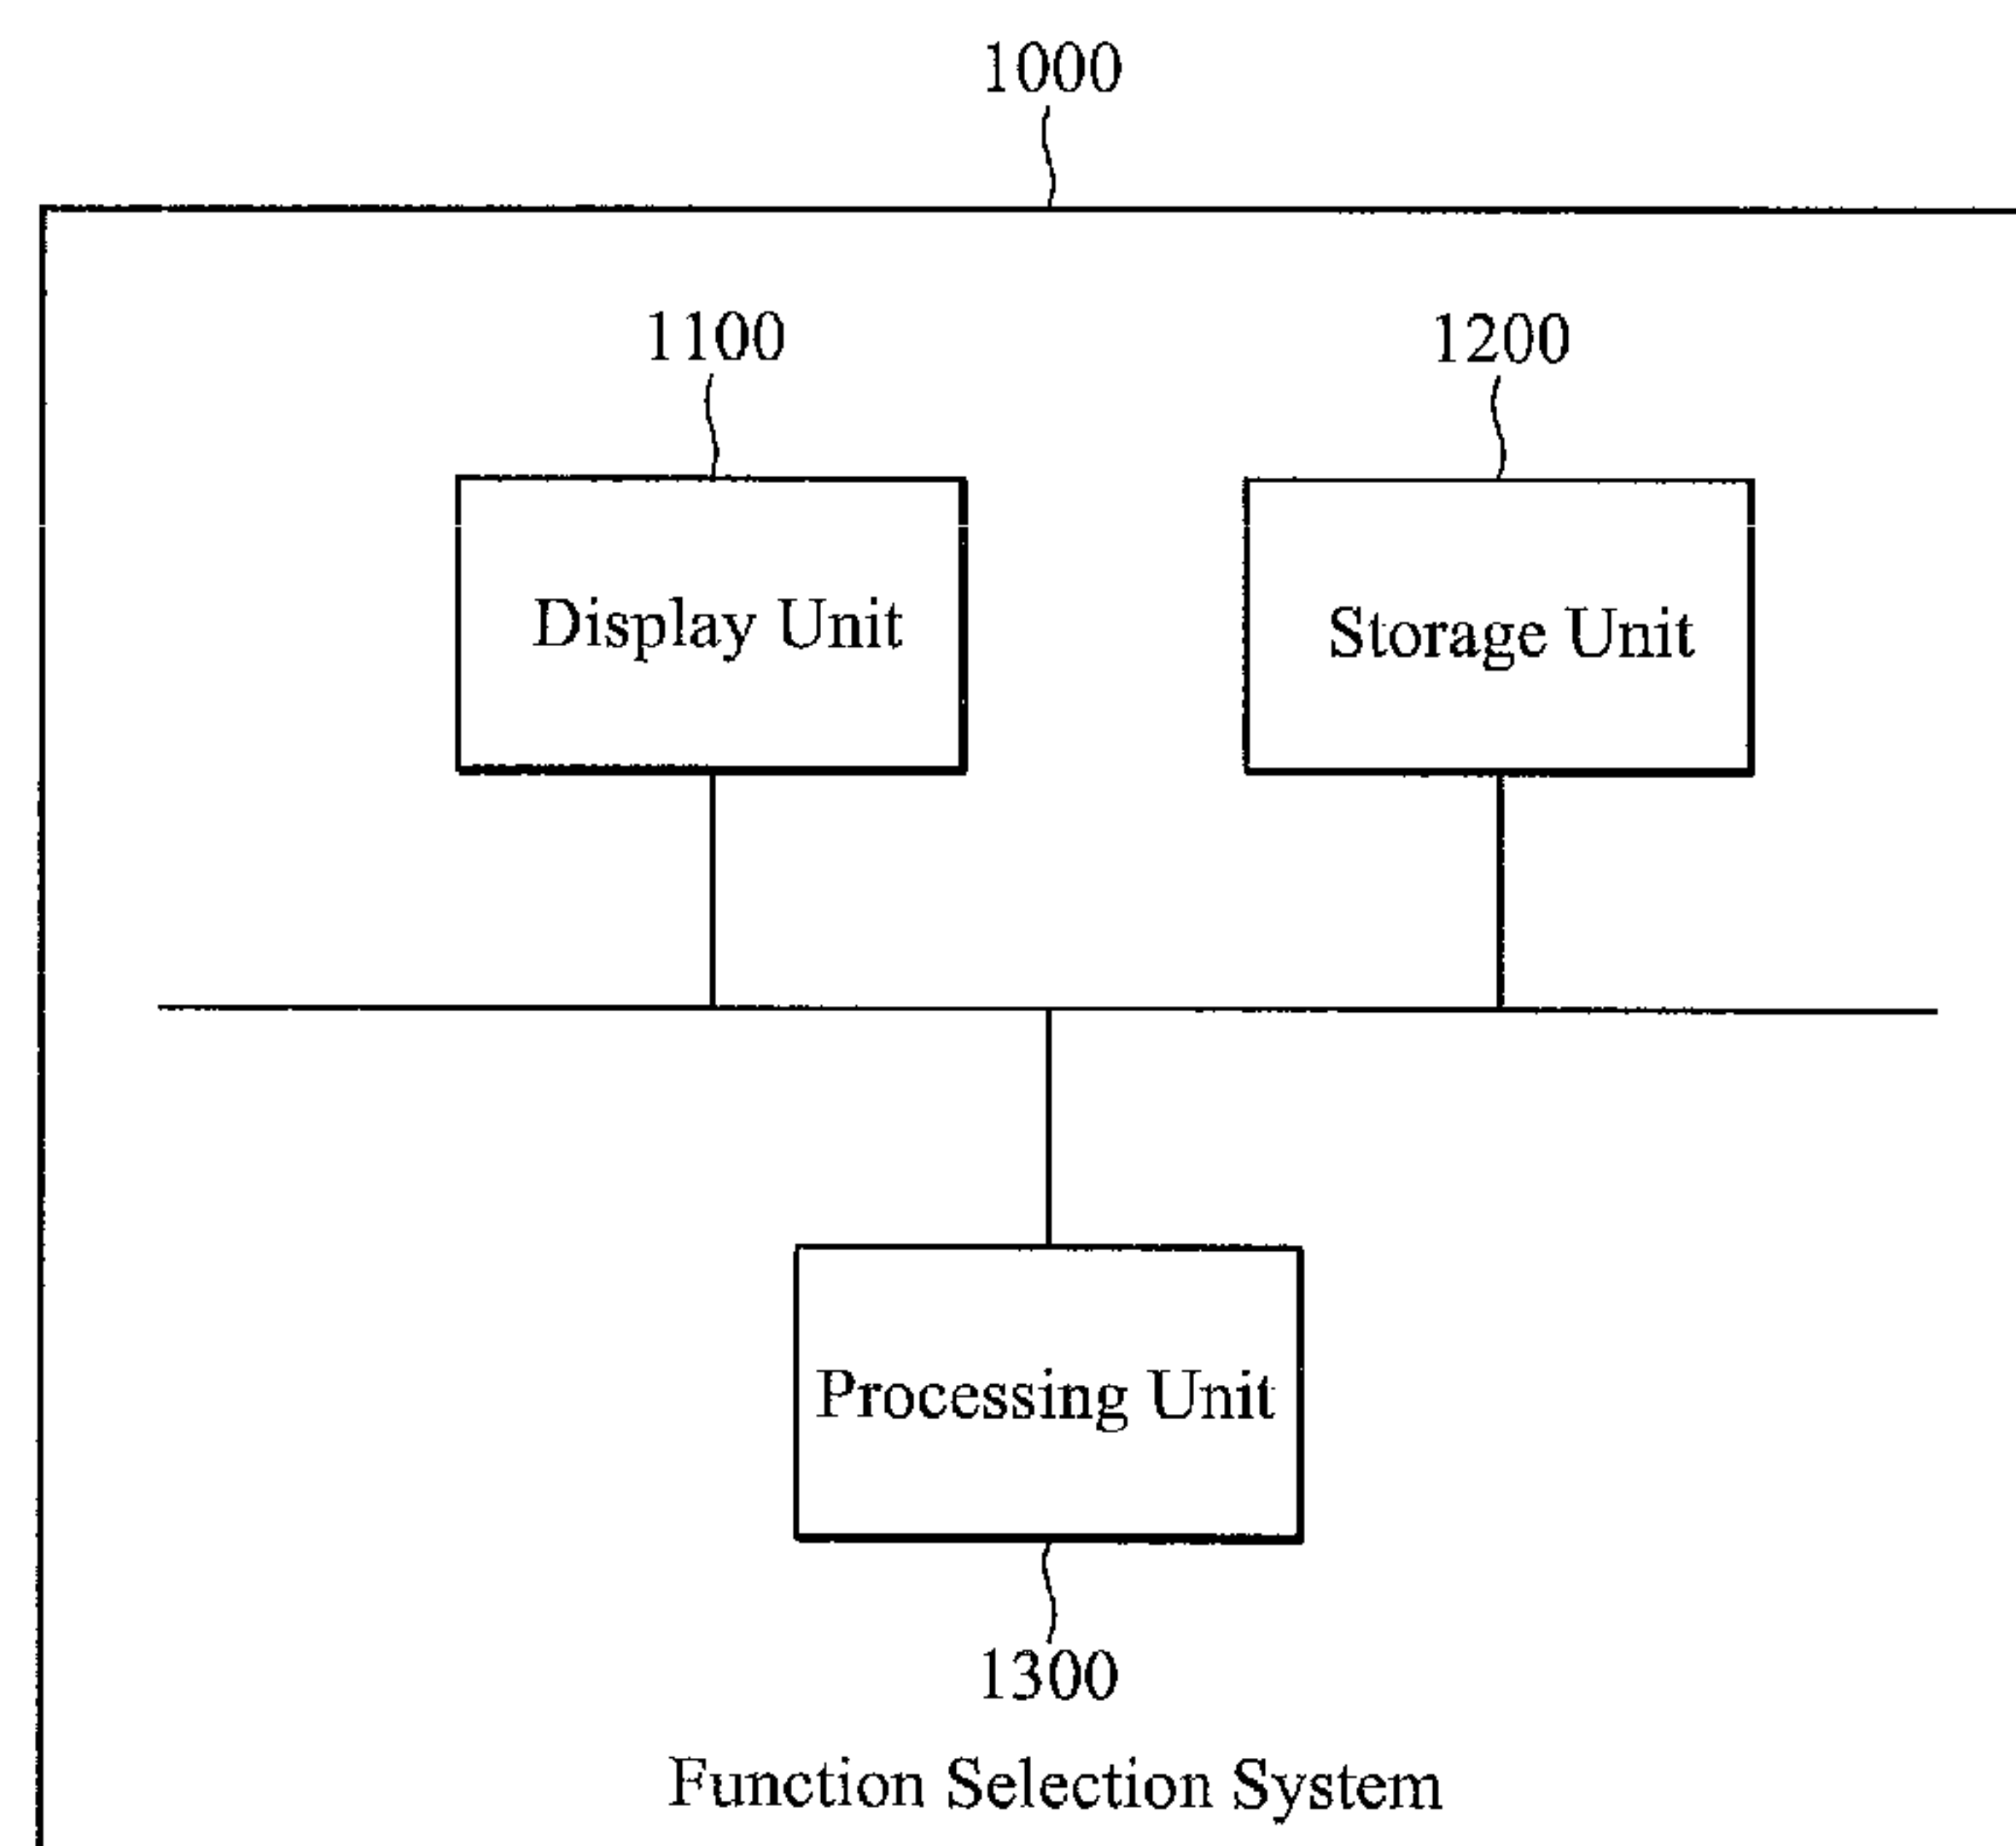 1000
1100
1200
Display Unit
Storage Unit
Processing Unit
1300
Function Selection System